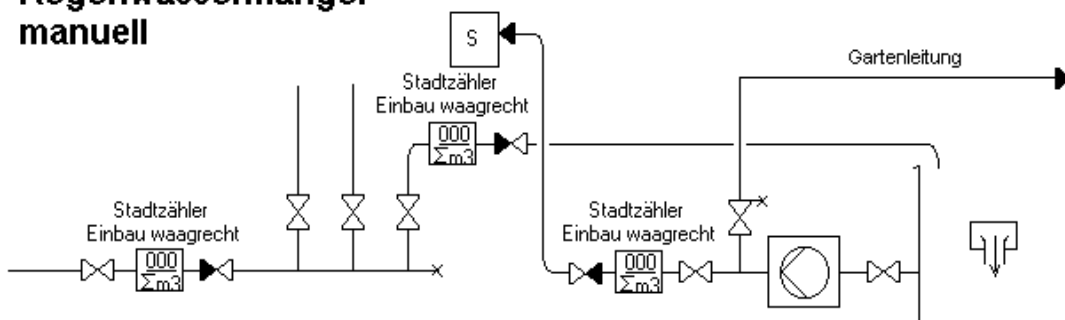 manuell
S
Gartenleitung
Stadtzähler
Einbau waagrecht
000
Σm3
Stadtzähler
Einbau waagrecht
000
Σm3
Stadtzähler
Einbau waagrecht
000
Σm3